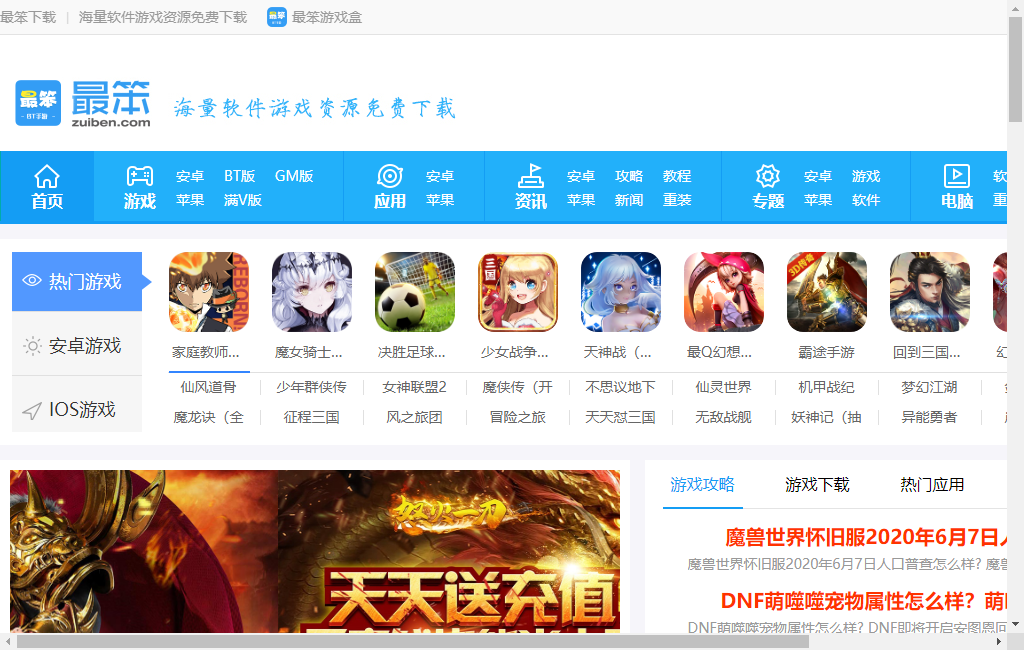 最笨下载 | 海量软件游戏资源免费下载 最笨 最笨游戏盒
最笨 - BT手游 - 最笨 zuiben.com 海量软件游戏资源免费下载
首页 游戏 安卓 BT版 GM版 苹果 满V版 应用 安卓 苹果 资讯 安卓 攻略 教程 苹果 新闻 重装 专题 安卓 游戏 苹果 软件 电脑
热门游戏
安卓游戏
IOS游戏
REBORN 三国 3D传奇
家庭教师... 魔女骑士... 决胜足球... 少女战争... 天神战（... 最Q幻想... 霸途手游 回到三国...
仙风道骨 少年群侠传 女神联盟2 魔侠传（开 不思议地下 仙灵世界 机甲战纪 梦幻江湖
魔龙诀（全 征程三国 风之旅团 冒险之旅 天天怼三国 无敌战舰 妖神记（抽 异能勇者
怒火一刀
天天送充值
游戏攻略 游戏下载 热门应用
魔兽世界怀旧服2020年6月7日
魔兽世界怀旧服2020年6月7日人口普查怎么样? 魔兽
DNF萌噬噬宠物属性怎么样? 萌
DNF萌噬噬宠物属性怎么样? DNF即将开启安图恩回